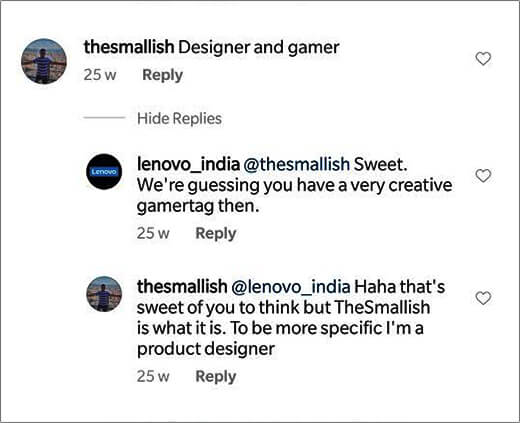 thesmallish Designer and gamer
25 w Reply
Hide Replies
Lenovo
lenovo_india @thesmallish Sweet.
We're guessing you have a very creative
gamertag then.
25 w Reply
thesmallish @lenovo_india Haha that's
sweet of you to think but TheSmallish
is what it is. To be more specific I'm a
product designer
25 w Reply